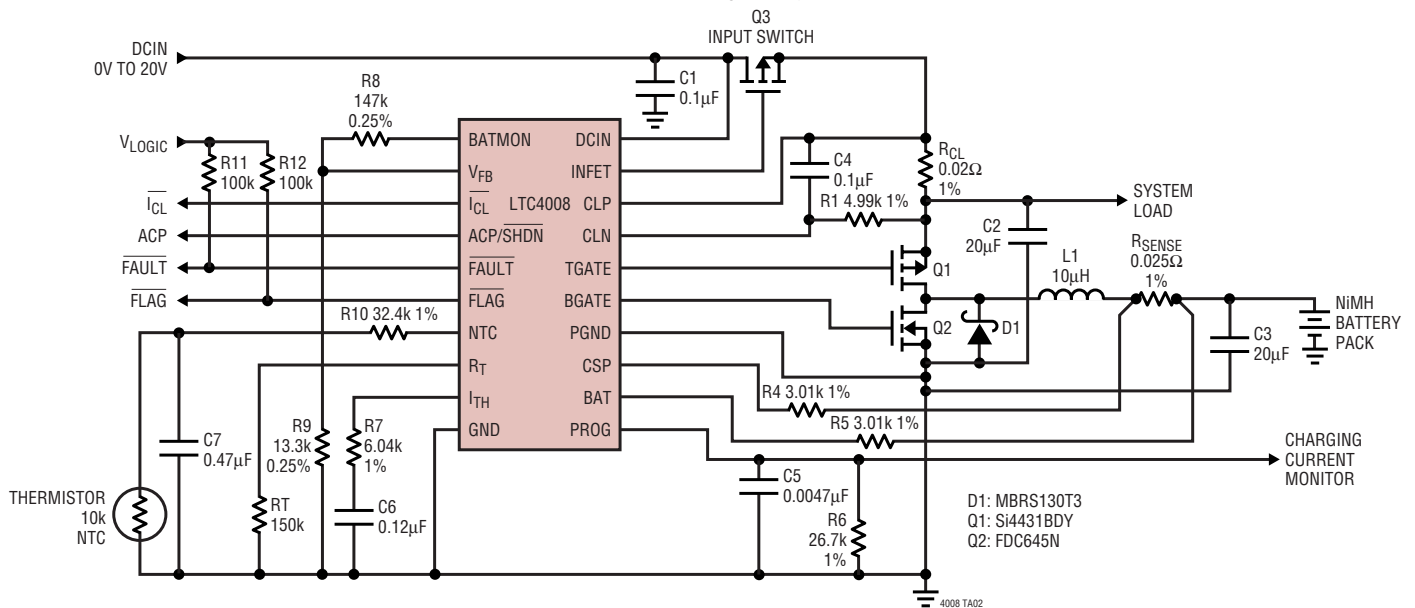 Q3
INPUT SWITCH
DCIN
0V TO 20V
C1
0.1µF
R8
147k
0.25%
VLOGIC
R11
100k
R12
100k
ICL
ACP
FAULT
FLAG
BATMON
VFB
ICL
ACP/SHDN
FAULT
FLAG
NTC
RT
ITH
GND
LTC4008
DCIN
INFET
CLP
CLN
TGATE
BGATE
PGND
CSP
BAT
PROG
C4
0.1µF
R1 4.99k 1%
RCL
0.02Ω
1%
SYSTEM
LOAD
C2
20µF
Q1
L1
10µH
RSENSE
0.025Ω
1%
Q2
D1
NiMH
BATTERY
PACK
C3
20µF
R10 32.4k 1%
R4 3.01k 1%
R5 3.01k 1%
C7
0.47µF
R9
13.3k
0.25%
R7
6.04k
1%
THERMISTOR
10k
NTC
RT
150k
C6
0.12µF
C5
0.0047µF
R6
26.7k
1%
CHARGING
CURRENT
MONITOR
D1: MBRS130T3
Q1: Si4431BDY
Q2: FDC645N
4008 TA02